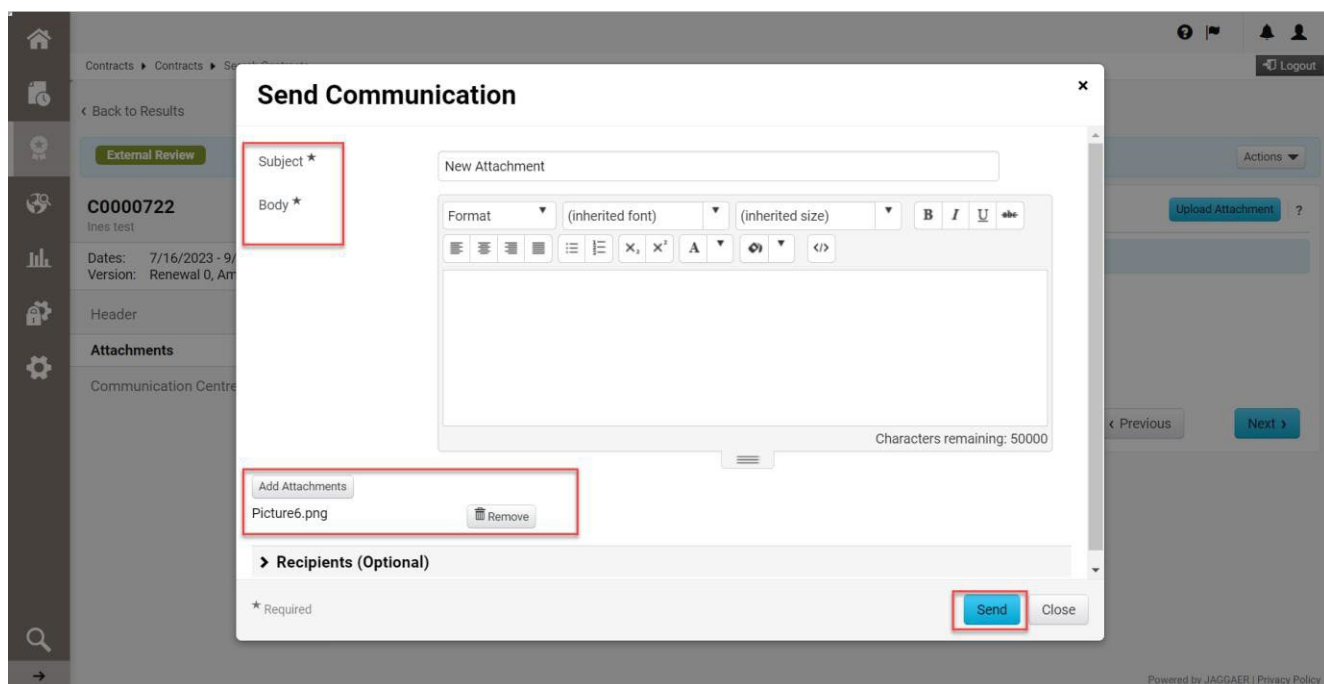 Logout
Contracts ▸ Contracts ▸
< Back to Results
External Review
Actions
C0000722
Ines test
Upload Attachment ?
Dates: 7/16/2023 - 9/
Version: Renewal 0, Am
Header
Attachments
Communication Centre
< Previous
Next >
Send Communication
×
Subject ★
New Attachment
Body ★
Format
(inherited font)
(inherited size)
B I U abc
X, X² A </>
Characters remaining: 50000
Add Attachments
Picture6.png
Remove
> Recipients (Optional)
★ Required
Send
Close
Powered by JAGGAER | Privacy Policy